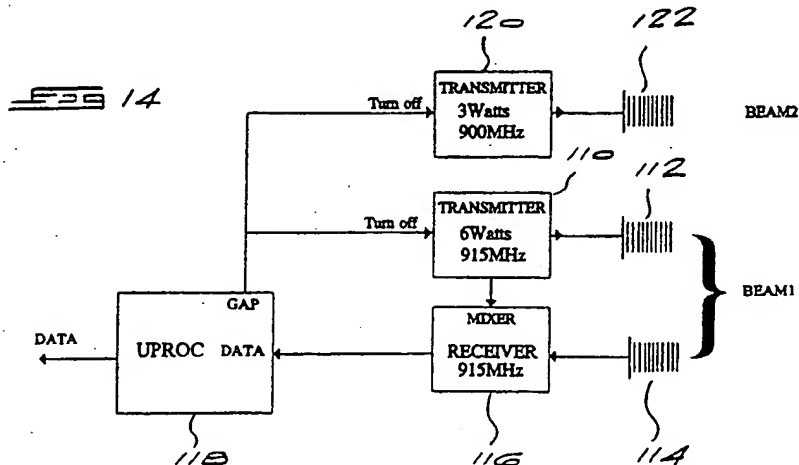 120
122
14
TRANSMITTER
3Watts
900MHz
Turn off
BEAM2
110
112
TRANSMITTER
6Watts
915MHz
Turn off
BEAM1
GAP
DATA
UPROC
DATA
MIXER
RECEIVER
915MHz
118
116
114